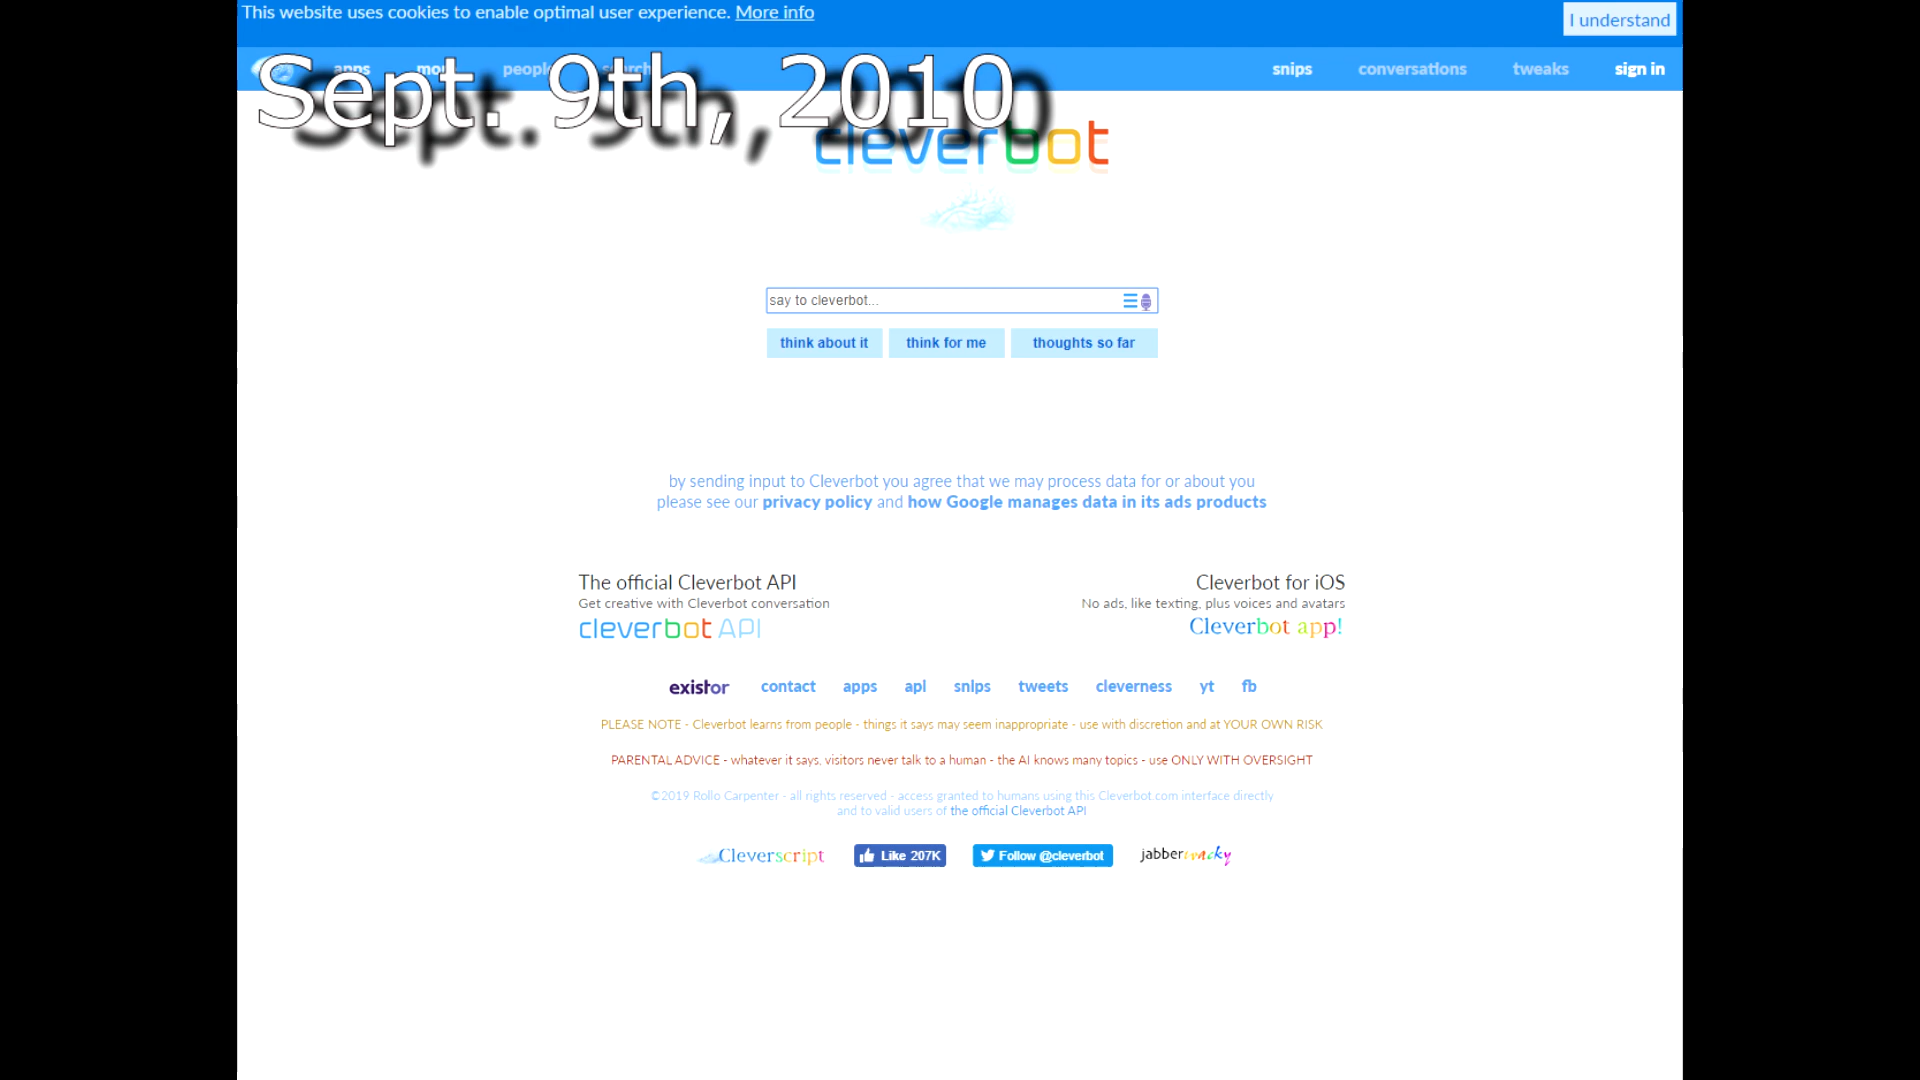 This website uses cookies to enable optimal user experience. More info
I understand
Sept. 9th, 2010
apps
people
snips conversations tweaks sign in
cleverbot
say to cleverbot...
think about it think for me thoughts so far
by sending input to Cleverbot you agree that we may process data for or about you
please see our privacy policy and how Google manages data in its ads products
The official Cleverbot API
Get creative with Cleverbot conversation
cleverbot API
Cleverbot for iOS
No ads, like texting, plus voices and avatars
Cleverbot app!
existor contact apps api snips tweets cleverness yt fb
PLEASE NOTE - Cleverbot learns from people - things it says may seem inappropriate - use with discretion and at YOUR OWN RISK
PARENTAL ADVICE - whatever it says, visitors never talk to a human - the AI knows many topics - use ONLY WITH OVERSIGHT
©2019 Rollo Carpenter - all rights reserved - access granted to humans using this Cleverbot.com interface directly
and to valid users of the official Cleverbot API
Cleverscript Like 207K Follow @cleverbot jabberwacky